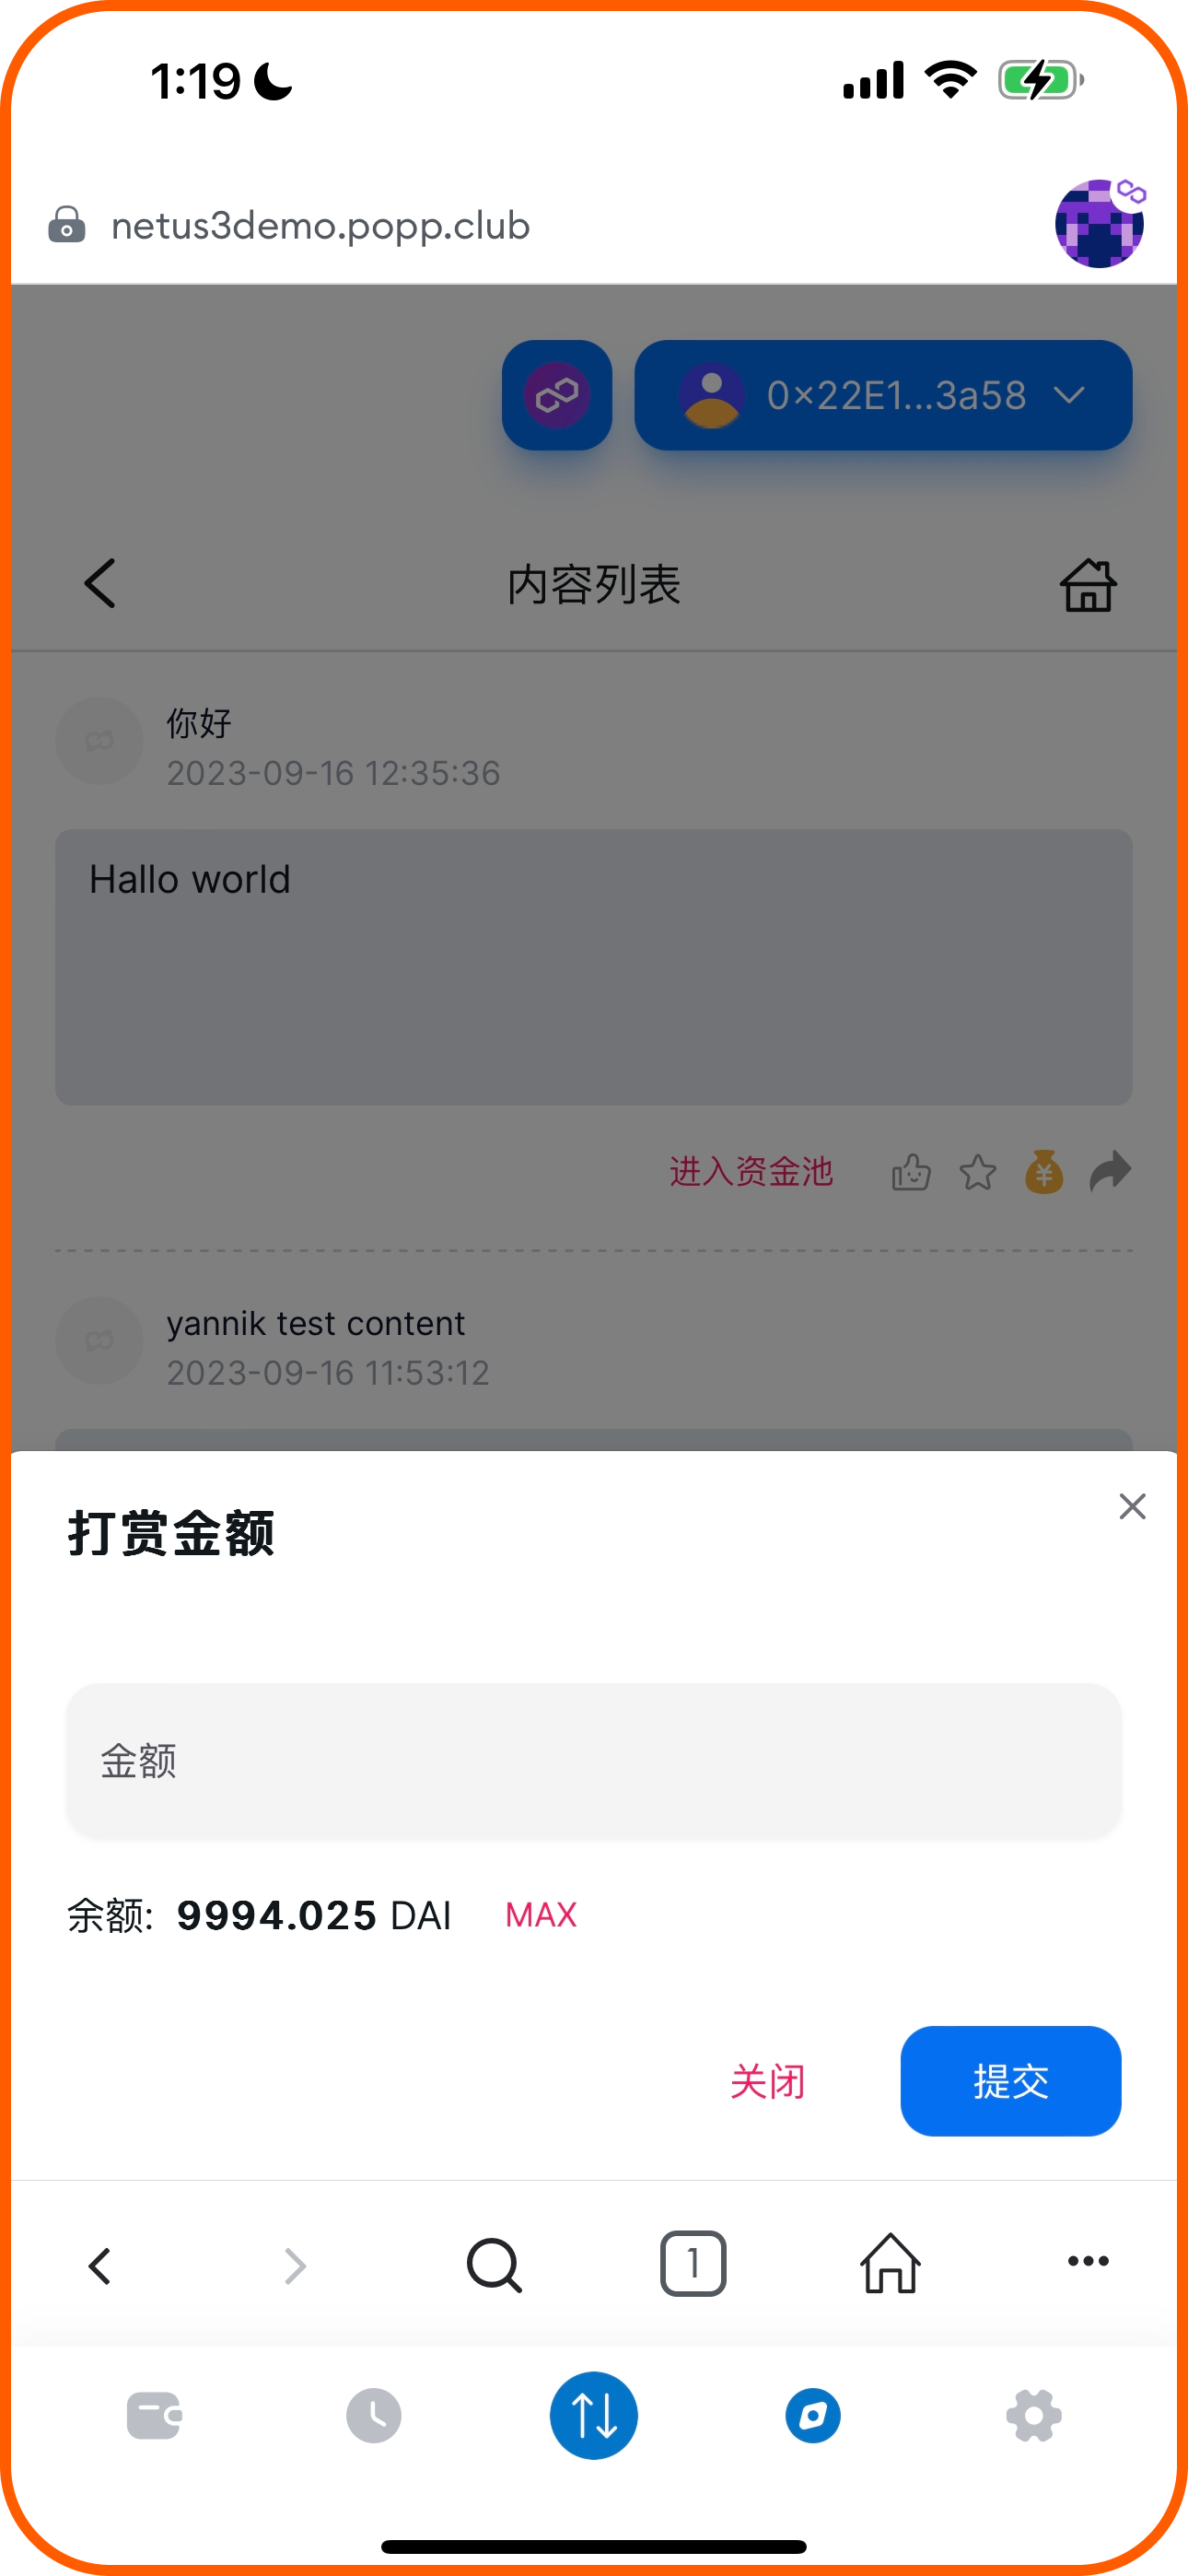 1:19
netus3demo.popp.club
0×22E1...3a58
内容列表
你好
2023-09-16 12:35:36
Hallo world
进入资金池
yannik test content
2023-09-16 11:53:12
打赏金额
金额
余额: 9994.025 DAI MAX
关闭 提交
1